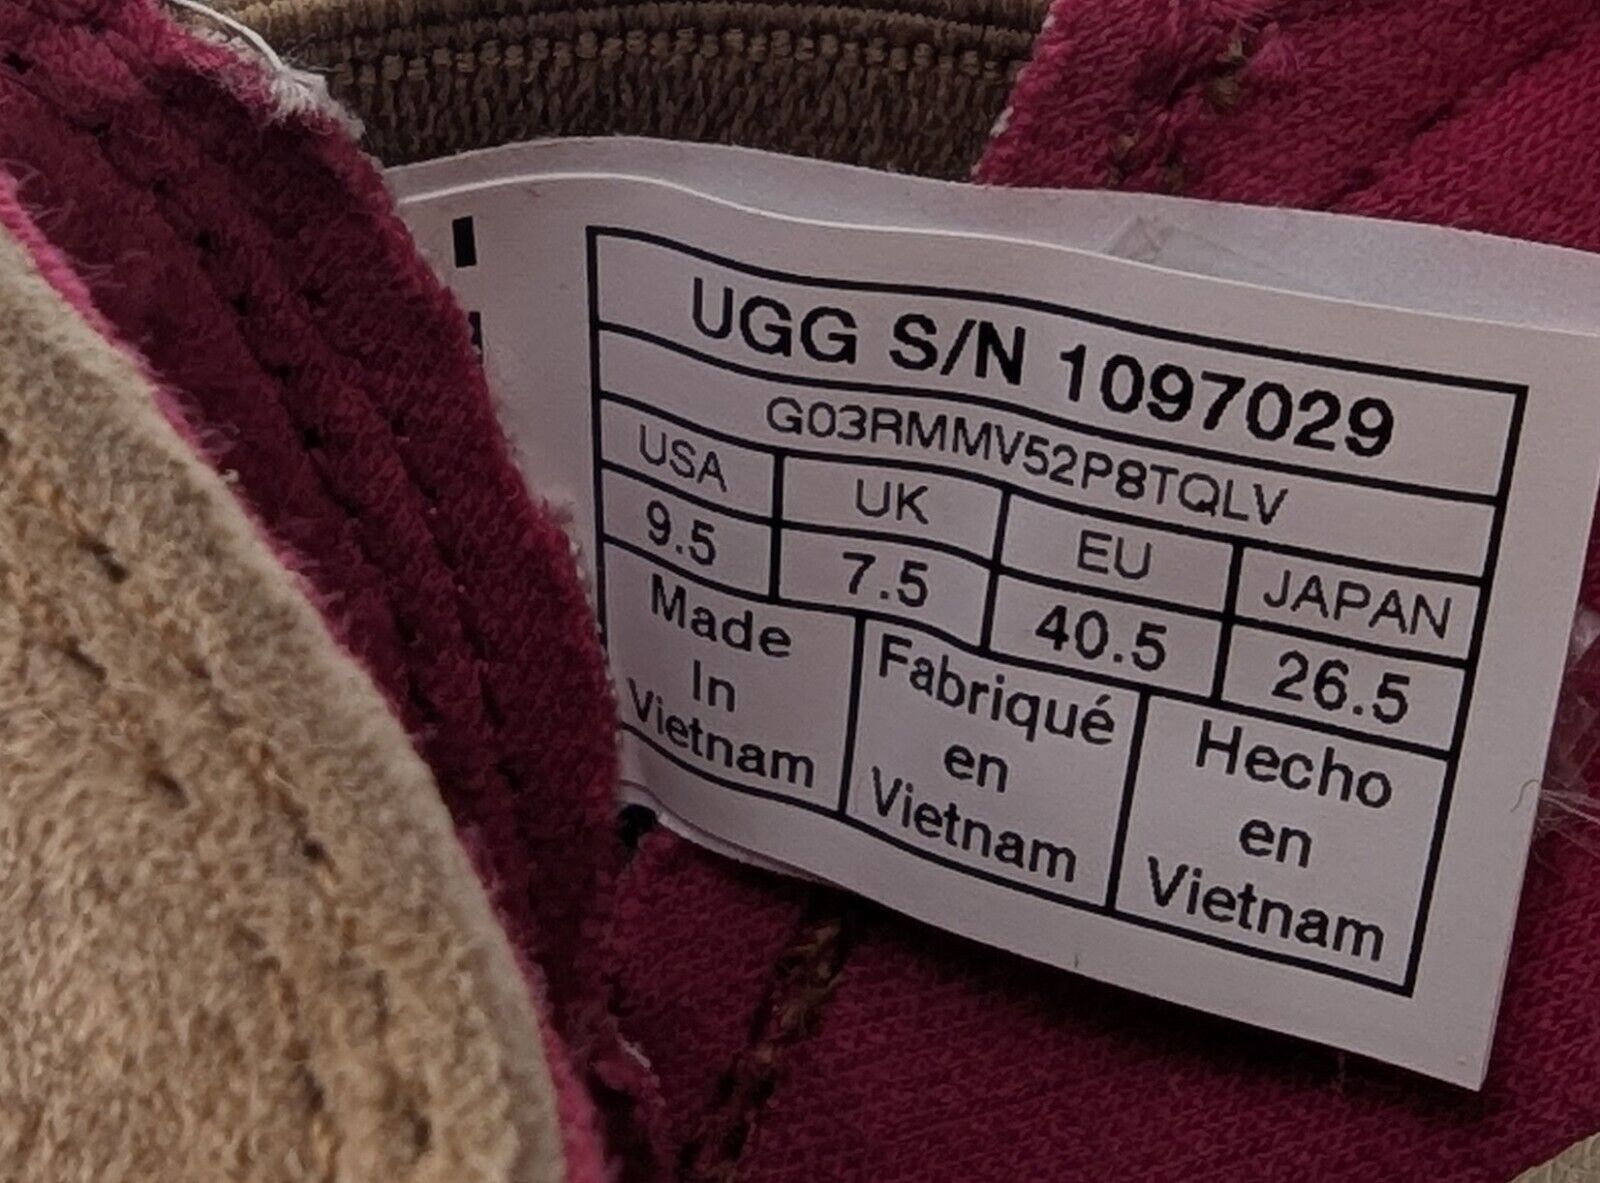 UGG S/N 1097029
G03RMMV52P8TQLV
USA UK EU JAPAN
9.5 7.5 40.5 26.5
Made
In
Vietnam
Fabriqué
en
Vietnam
Hecho
en
Vietnam